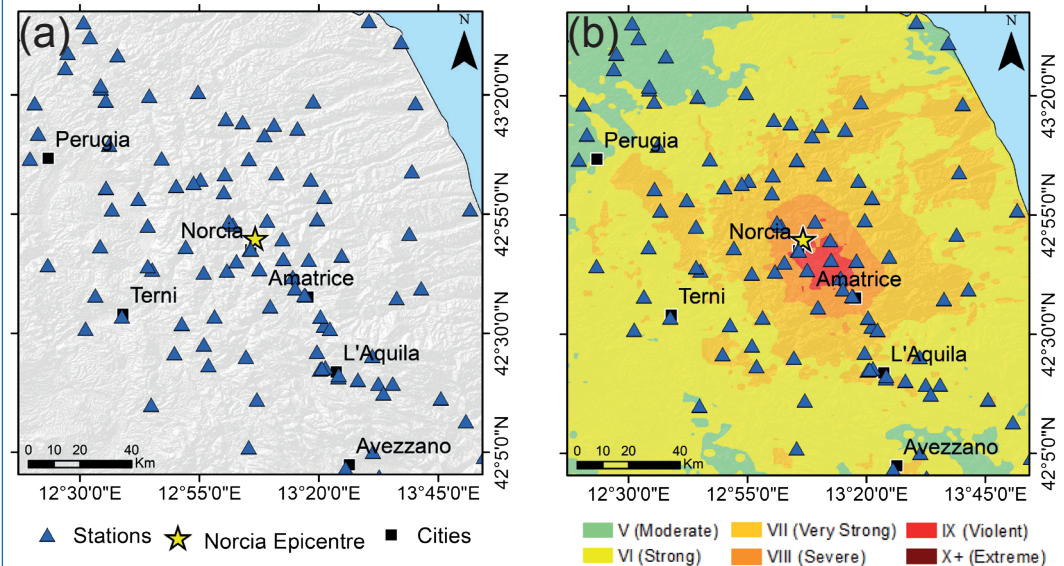 (a)
N
43°20'0"N
Perugia
42°55'0"N
Norcia
Amatrice
Terni
42°30'0"N
L'Aquila
Avezzano
42°5'0"N
0 10 20 40
Km
12°30'0"E 12°55'0"E 13°20'0"E 13°45'0"E
Stations Norcia Epicentre Cities
(b)
N
43°20'0"N
Perugia
42°55'0"N
Norcia
Amatrice
Terni
42°30'0"N
L'Aquila
Avezzano
42°5'0"N
0 10 20 40
Km
12°30'0"E 12°55'0"E 13°20'0"E 13°45'0"E
V (Moderate) VII (Very Strong) IX (Violent)
VI (Strong) VIII (Severe) X+ (Extreme)